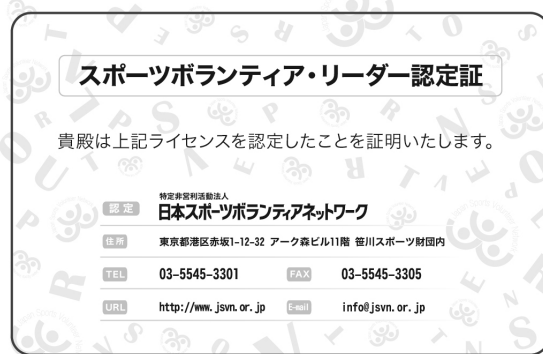 スポーツボランティア・リーダー認定証
貴殿は上記ライセンスを認定したことを証明いたします。
特定非営利活動法人
認定 日本スポーツボランティアネットワーク
住所 東京都港区赤坂1-12-32 アーク森ビル11階 笹川スポーツ財団内
TEL 03-5545-3301 FAX 03-5545-3305
URL http://www.jsvn.or.jp E-mail info@jsvn.or.jp